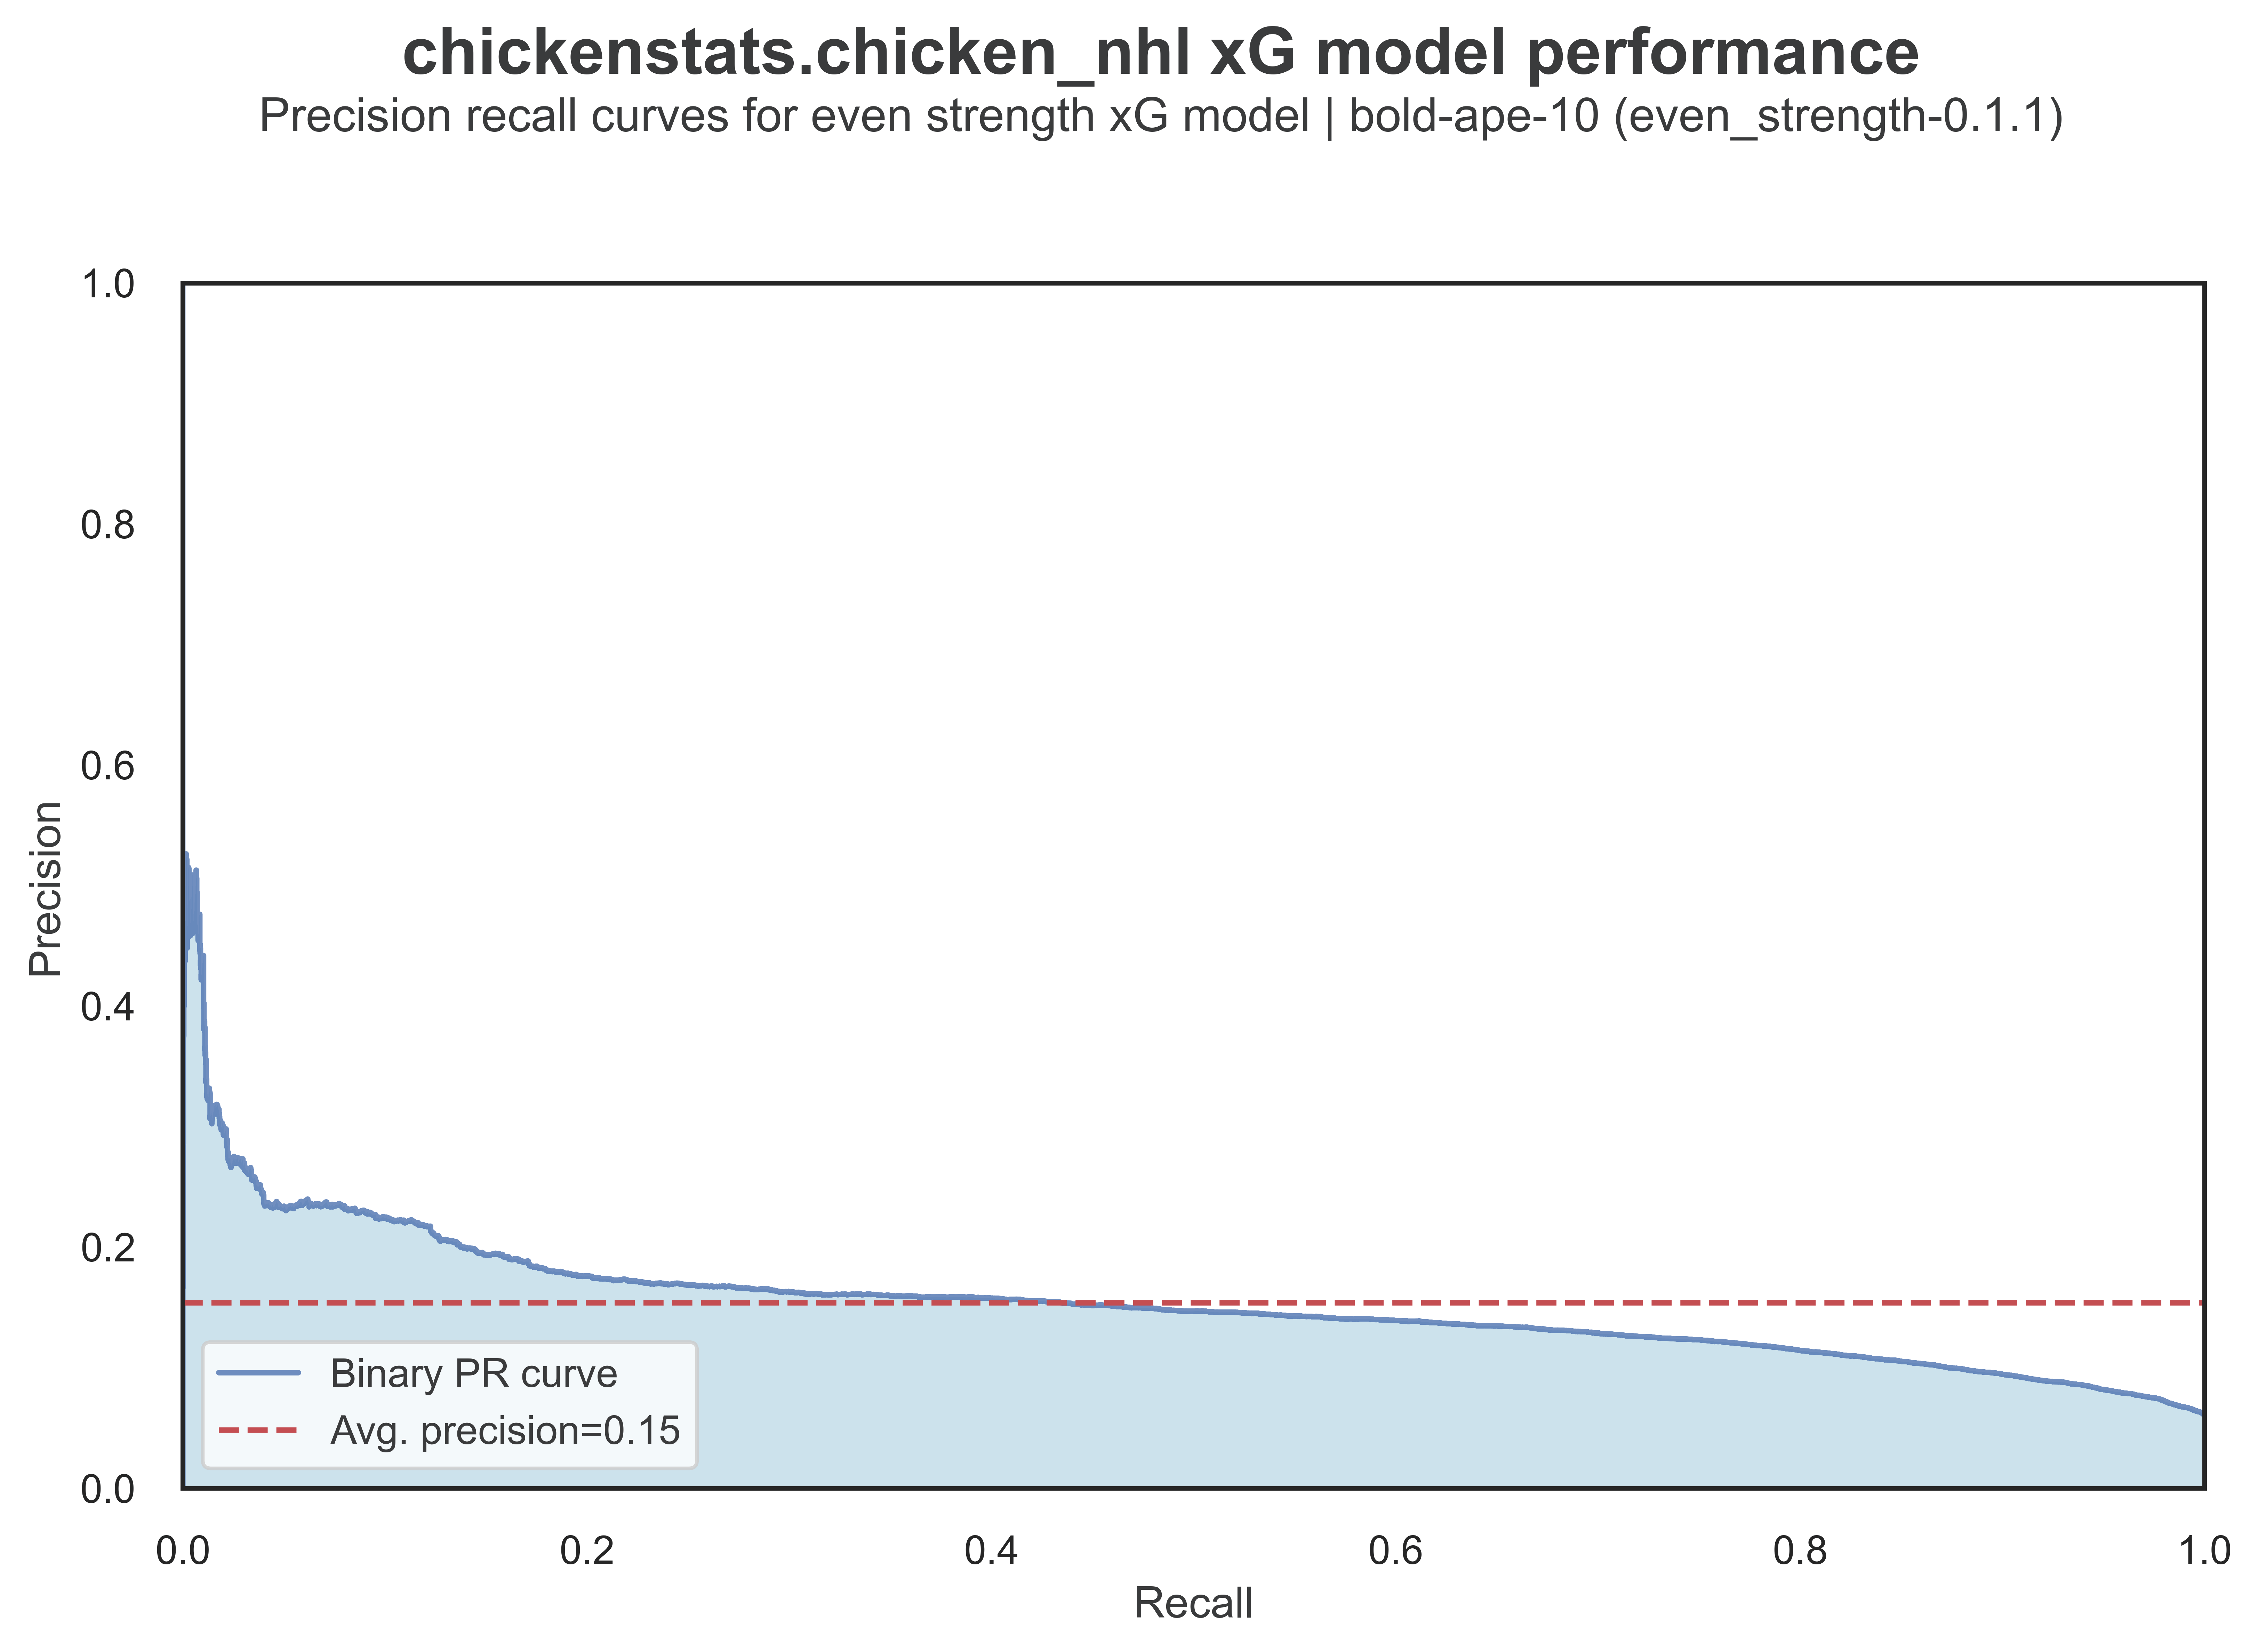 chickenstats.chicken_nhl xG model performance
Precision recall curves for even strength xG model | bold-ape-10 (even_strength-0.1.1)
1.0
0.8
0.6
0.4
0.2
0.0
Precision
Binary PR curve
Avg. precision=0.15
0.0 0.2 0.4 0.6 0.8 1.0
Recall